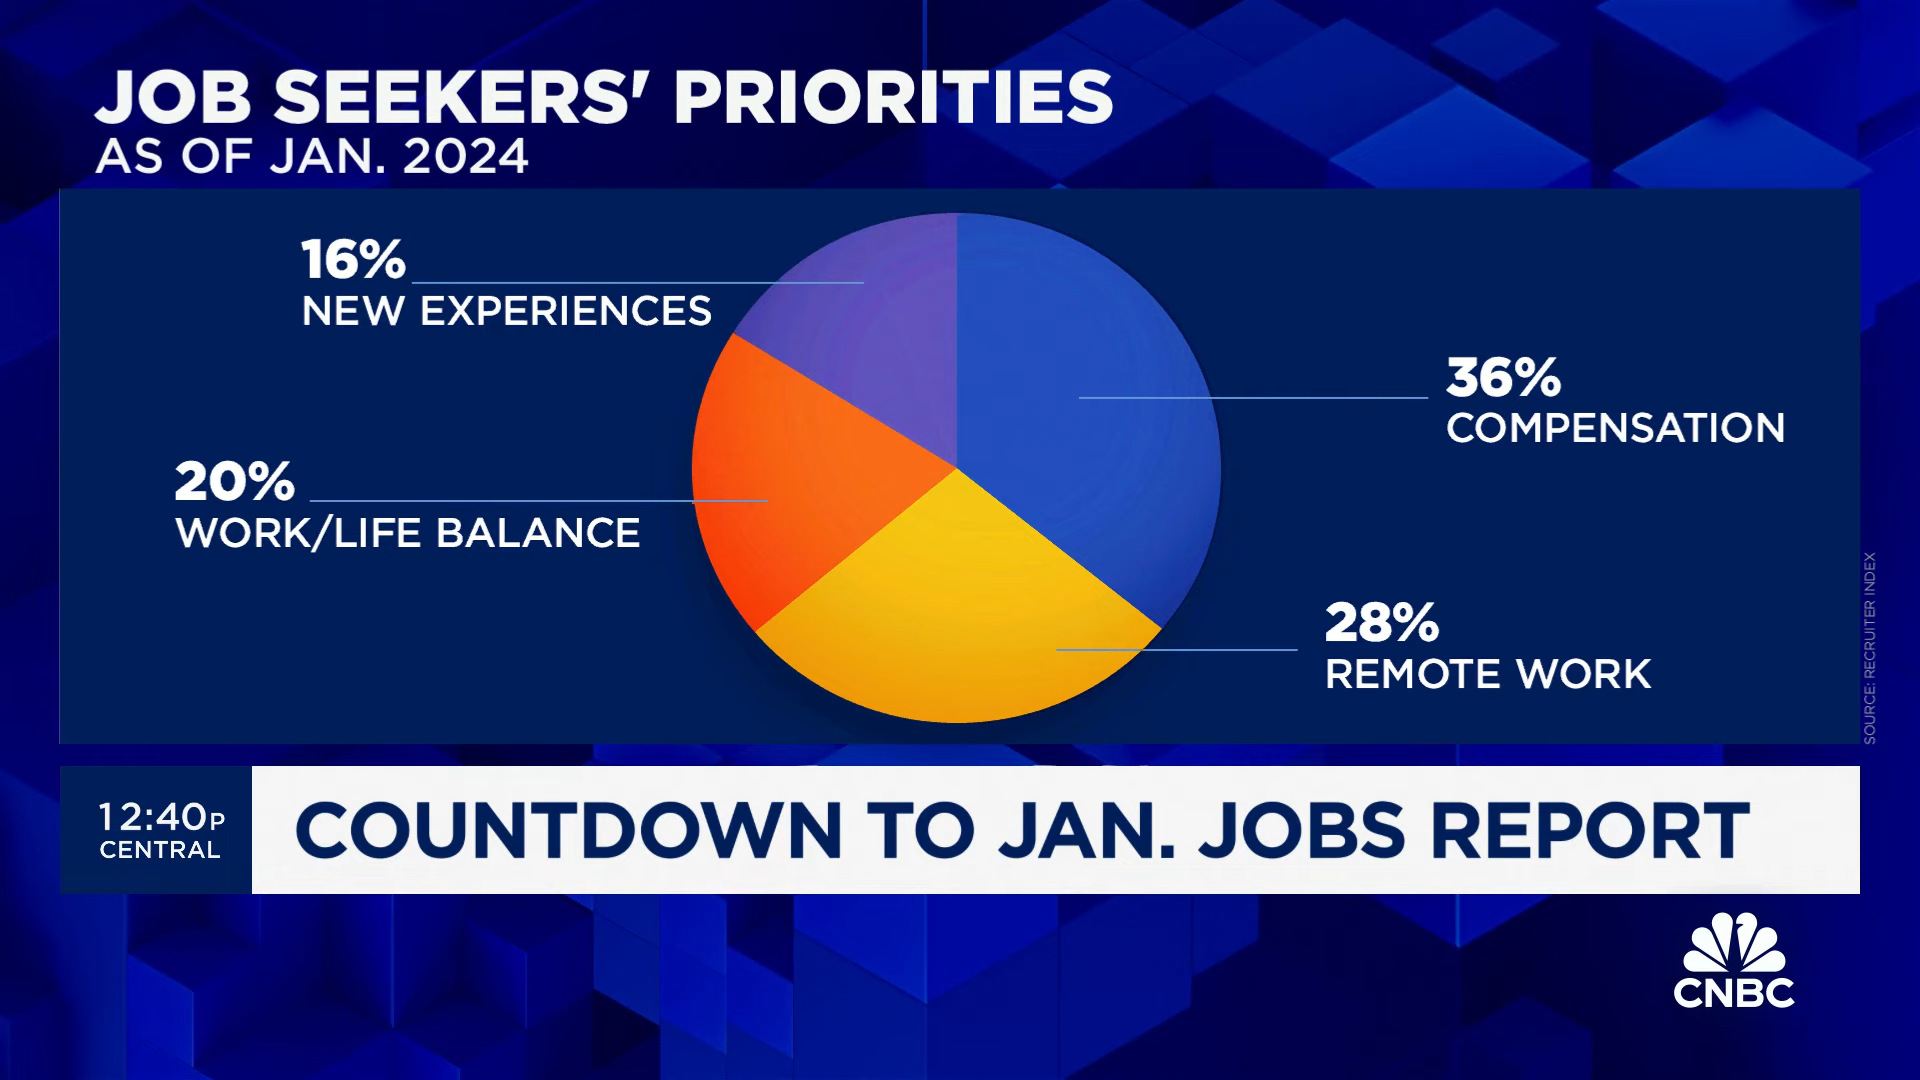 JOB SEEKERS' PRIORITIES
AS OF JAN. 2024
16%
NEW EXPERIENCES
36%
COMPENSATION
20%
WORK/LIFE BALANCE
28%
REMOTE WORK
SOURCE: RECRUITER INDEX
12:40P
CENTRAL
COUNTDOWN TO JAN. JOBS REPORT
CNBC